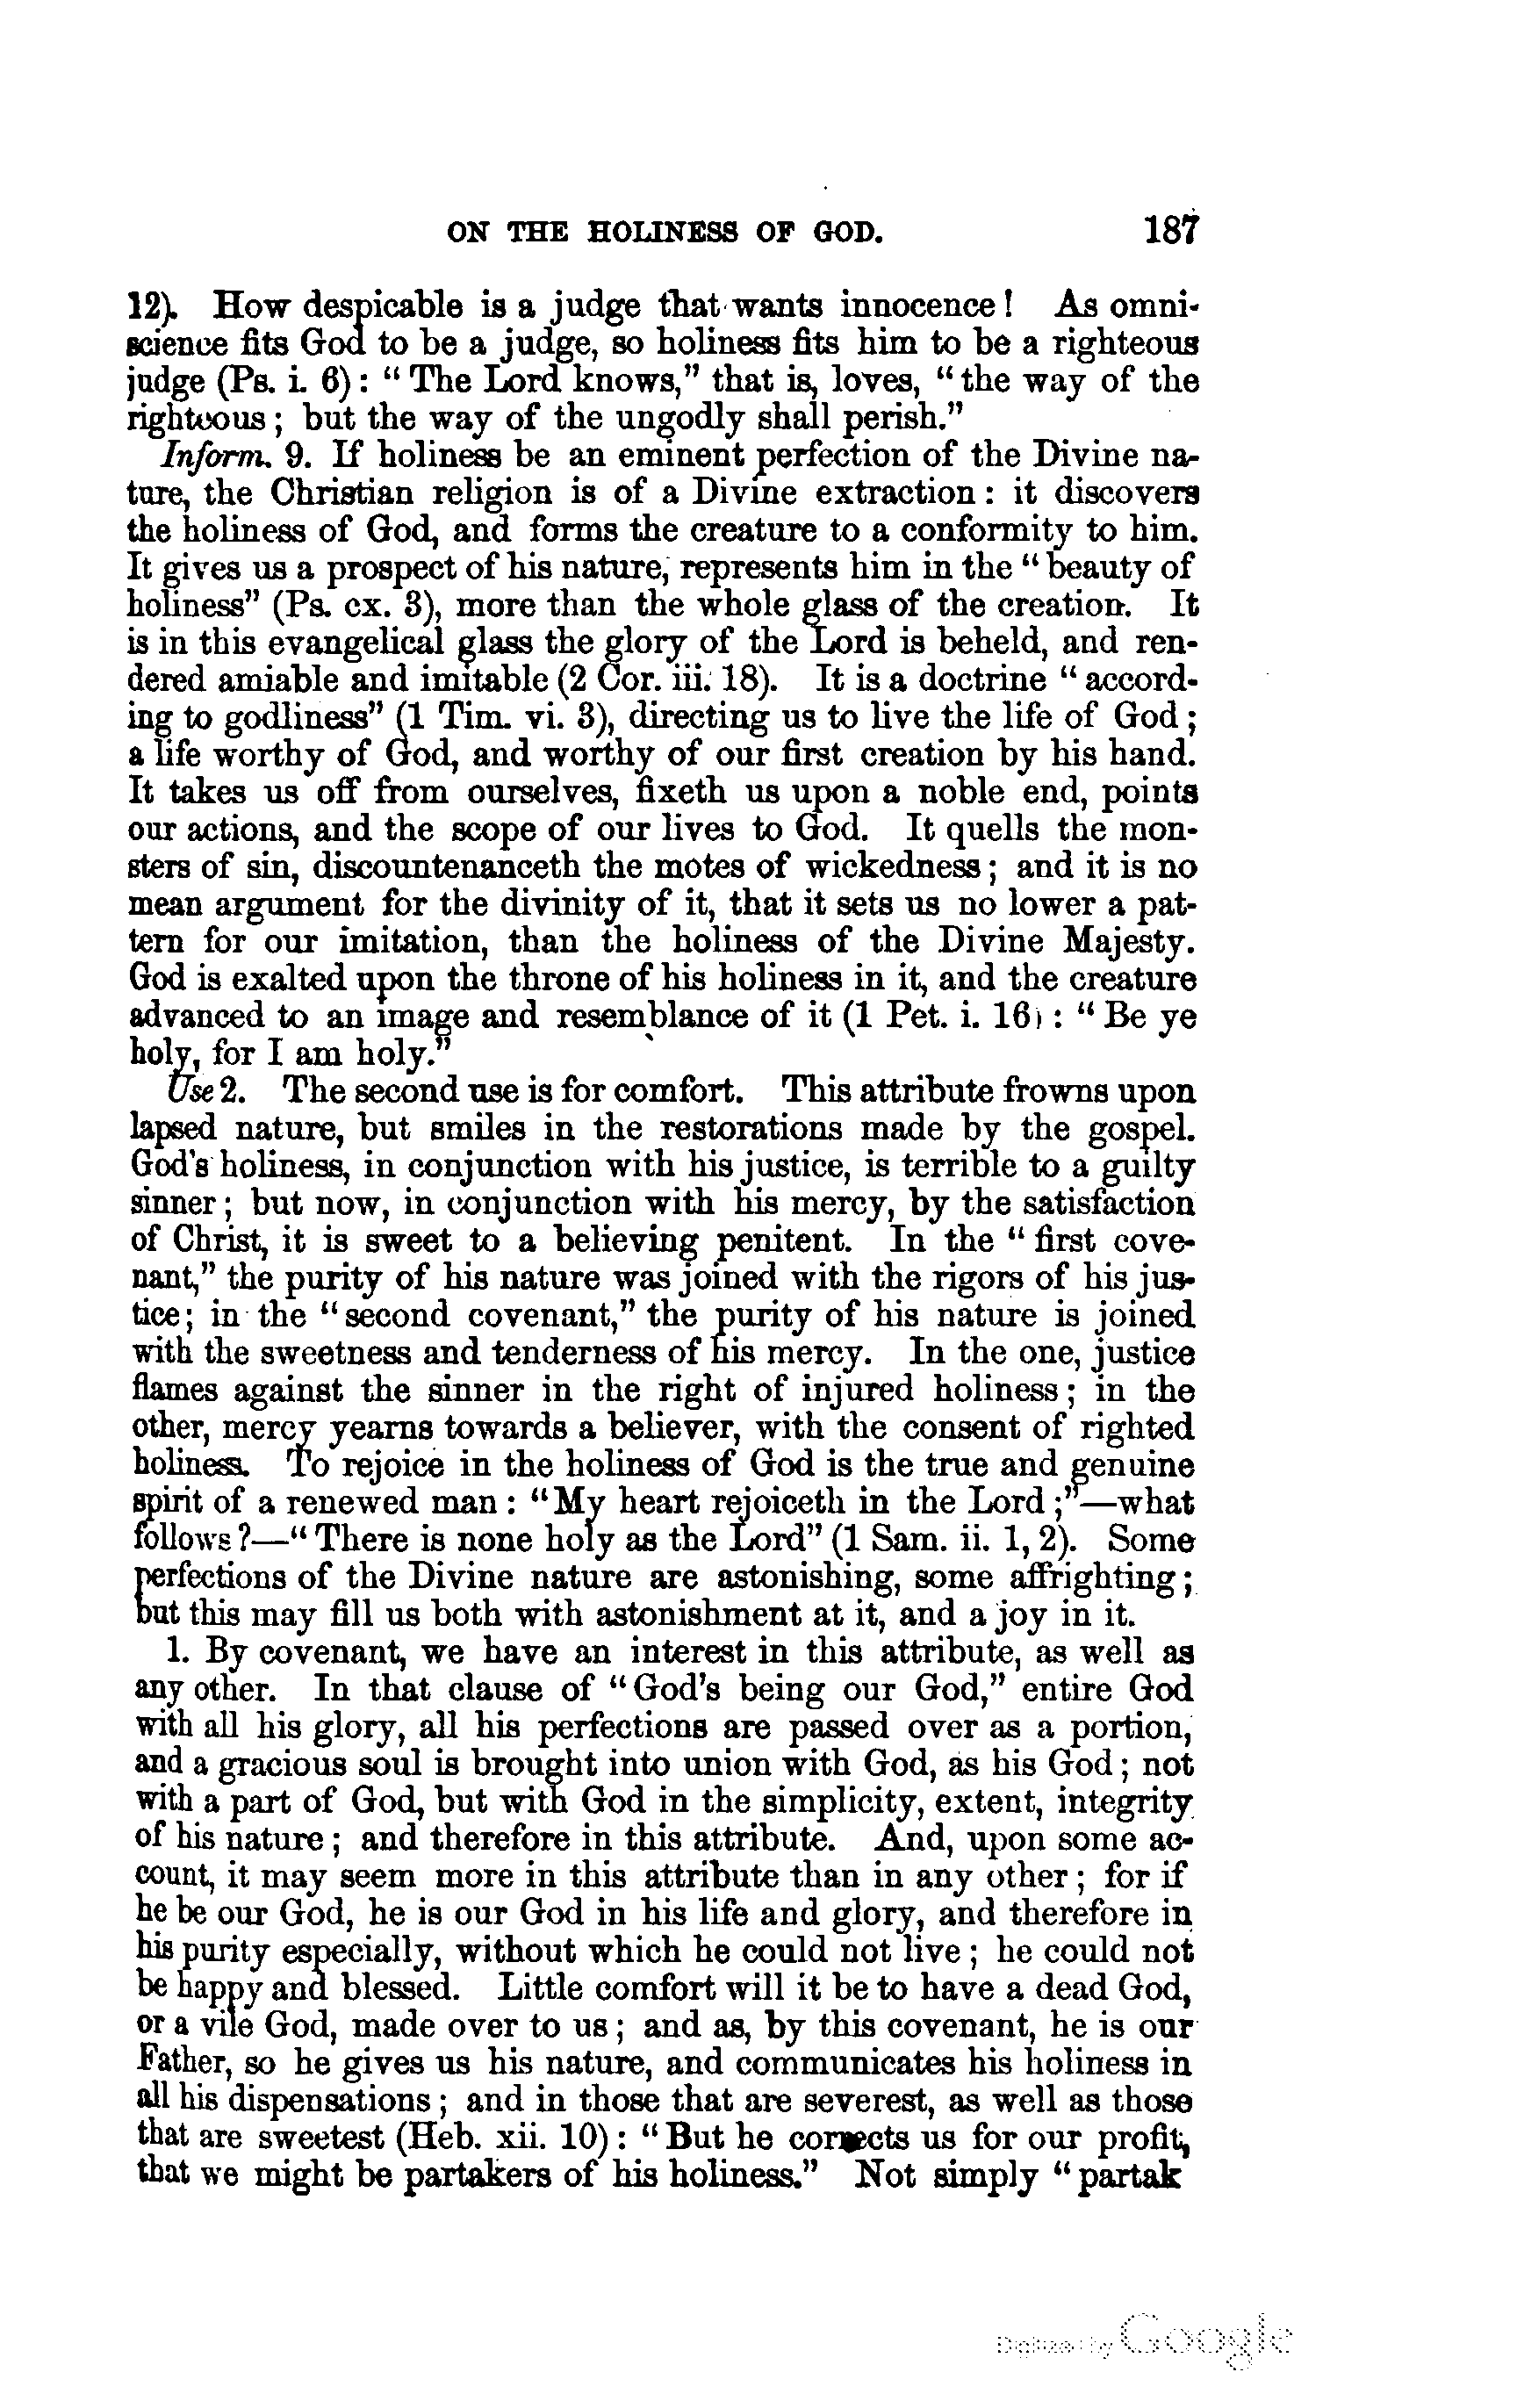 ON THE HOLINESS OF GOD. 187
12). How despicable is a judge that wants innocence! As omni-
science fits God to be a judge, so holiness fits him to be a righteous
judge (Ps. i. 6): “The Lord knows,” that is, loves, “the way of the
righteous; but the way of the ungodly shall perish.”
Inform. 9. If holiness be an eminent perfection of the Divine na-
ture, the Christian religion is of a Divine extraction: it discovers
the holiness of God, and forms the creature to a conformity to him.
It gives us a prospect of his nature, represents him in the “beauty of
holiness” (Ps. cx. 3), more than the whole glass of the creation. It
is in this evangelical glass the glory of the Lord is beheld, and ren-
dered amiable and imitable (2 Cor. iii. 18). It is a doctrine “accord-
ing to godliness” (1 Tim. vi. 3), directing us to live the life of God;
a life worthy of God, and worthy of our first creation by his hand.
It takes us off from ourselves, fixeth us upon a noble end, points
our actions, and the scope of our lives to God. It quells the mon-
sters of sin, discountenanceth the motes of wickedness; and it is no
mean argument for the divinity of it, that it sets us no lower a pat-
tern for our imitation, than the holiness of the Divine Majesty.
God is exalted upon the throne of his holiness in it, and the creature
advanced to an image and resemblance of it (1 Pet. i. 16): “Be ye
holy, for I am holy.”
Use 2. The second use is for comfort. This attribute frowns upon
lapsed nature, but smiles in the restorations made by the gospel.
God's holiness, in conjunction with his justice, is terrible to a guilty
sinner; but now, in conjunction with his mercy, by the satisfaction
of Christ, it is sweet to a believing penitent. In the “first cove-
nant,” the purity of his nature was joined with the rigors of his jus-
tice; in the “second covenant,” the purity of his nature is joined
with the sweetness and tenderness of his mercy. In the one, justice
flames against the sinner in the right of injured holiness; in the
other, mercy yearns towards a believer, with the consent of righted
holiness. To rejoice in the holiness of God is the true and genuine
spirit of a renewed man: “My heart rejoiceth in the Lord;”—what
follows?—“There is none holy as the Lord” (1 Sam. ii. 1, 2). Some
perfections of the Divine nature are astonishing, some affrighting;
but this may fill us both with astonishment at it, and a joy in it.
1. By covenant, we have an interest in this attribute, as well as
any other. In that clause of “God's being our God,” entire God
with all his glory, all his perfections are passed over as a portion,
and a gracious soul is brought into union with God, as his God; not
with a part of God, but with God in the simplicity, extent, integrity
of his nature; and therefore in this attribute. And, upon some ac-
count, it may seem more in this attribute than in any other; for if
he be our God, he is our God in his life and glory, and therefore in
his purity especially, without which he could not live; he could not
be happy and blessed. Little comfort will it be to have a dead God,
or a vile God, made over to us; and as, by this covenant, he is our
Father, so he gives us his nature, and communicates his holiness in
all his dispensations; and in those that are severest, as well as those
that are sweetest (Heb. xii. 10): “But he corrects us for our profit,
that we might be partakers of his holiness.” Not simply “partak
Digitized by Google